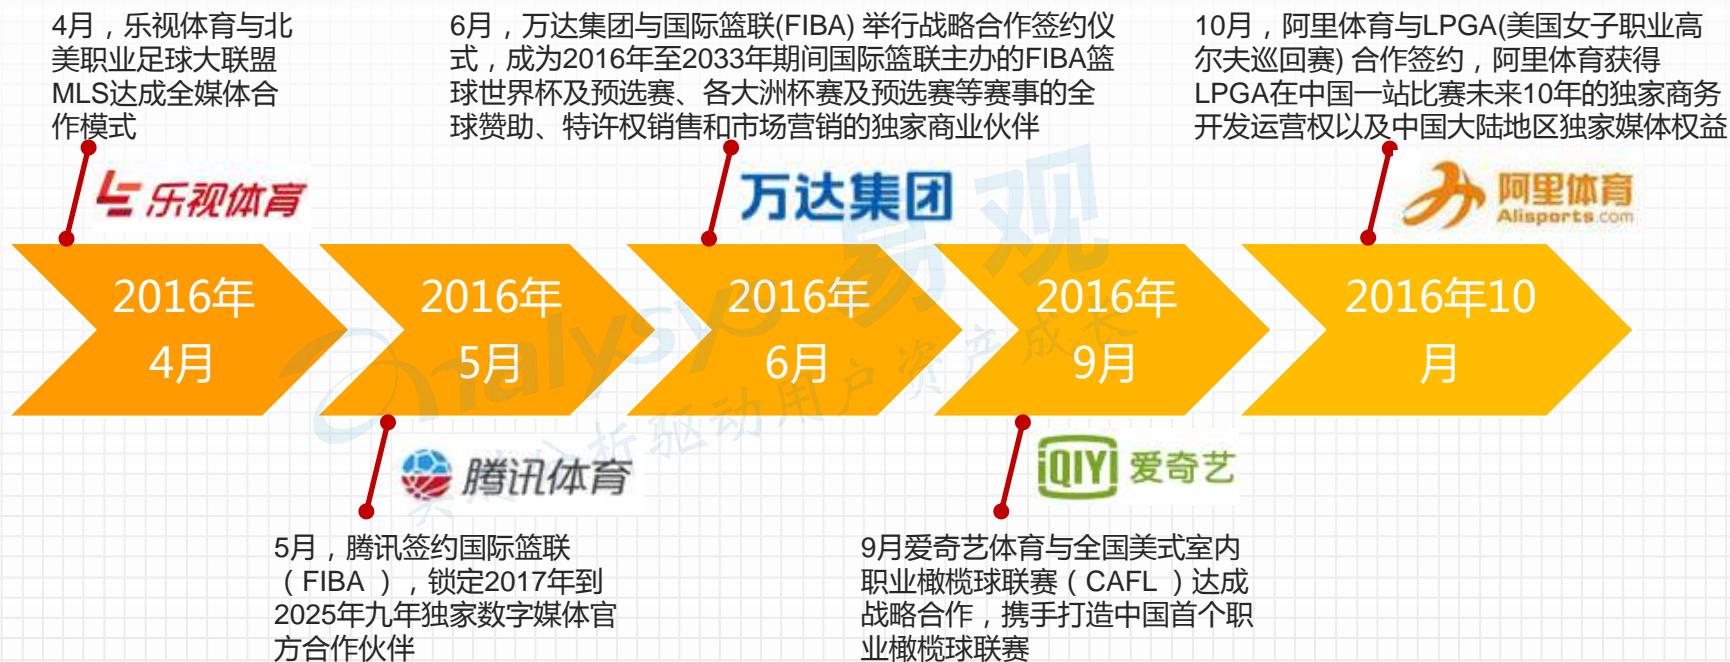 4月，乐视体育与北
美职业足球大联盟
MLS达成全媒体合
作模式
6月，万达集团与国际篮联(FIBA) 举行战略合作签约仪
式，成为2016年至2033年期间国际篮联主办的FIBA篮
球世界杯及预选赛、各大洲杯赛及预选赛等赛事的全
球赞助、特许权销售和市场营销的独家商业伙伴
10月，阿里体育与LPGA(美国女子职业高
尔夫巡回赛) 合作签约，阿里体育获得
LPGA在中国一站比赛未来10年的独家商务
开发运营权以及中国大陆地区独家媒体权益
乐视体育
万达集团
阿里体育
Alisports.com
2016年
4月
2016年
5月
2016年
6月
2016年
9月
2016年10
月
易观
analysys
分析驱动用户资产成长
腾讯体育
iQIYI 爱奇艺
5月，腾讯签约国际篮联
（FIBA ），锁定2017年到
2025年九年独家数字媒体官
方合作伙伴
9月爱奇艺体育与全国美式室内
职业橄榄球联赛（CAFL ）达成
战略合作，携手打造中国首个职
业橄榄球联赛